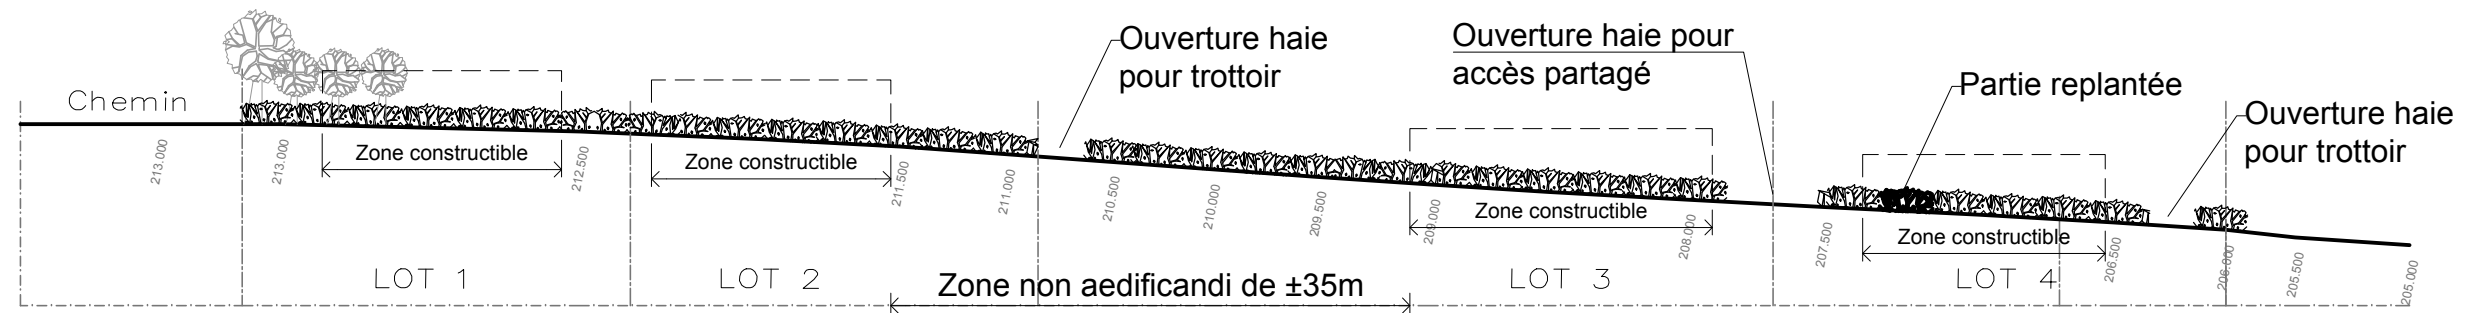 Ouverture haie
pour trottoir
Ouverture haie pour
accès partagé
Partie replantée
Ouverture haie
pour trottoir
Chemin
Zone constructible
Zone constructible
Zone constructible
Zone constructible
213.000
213.000
212.500
211.500
211.000
210.500
210.000
209.500
209.000
208.000
207.500
206.500
206.000
205.500
205.000
LOT 1
LOT 2
Zone non aedificandi de ±35m
LOT 3
LOT 4